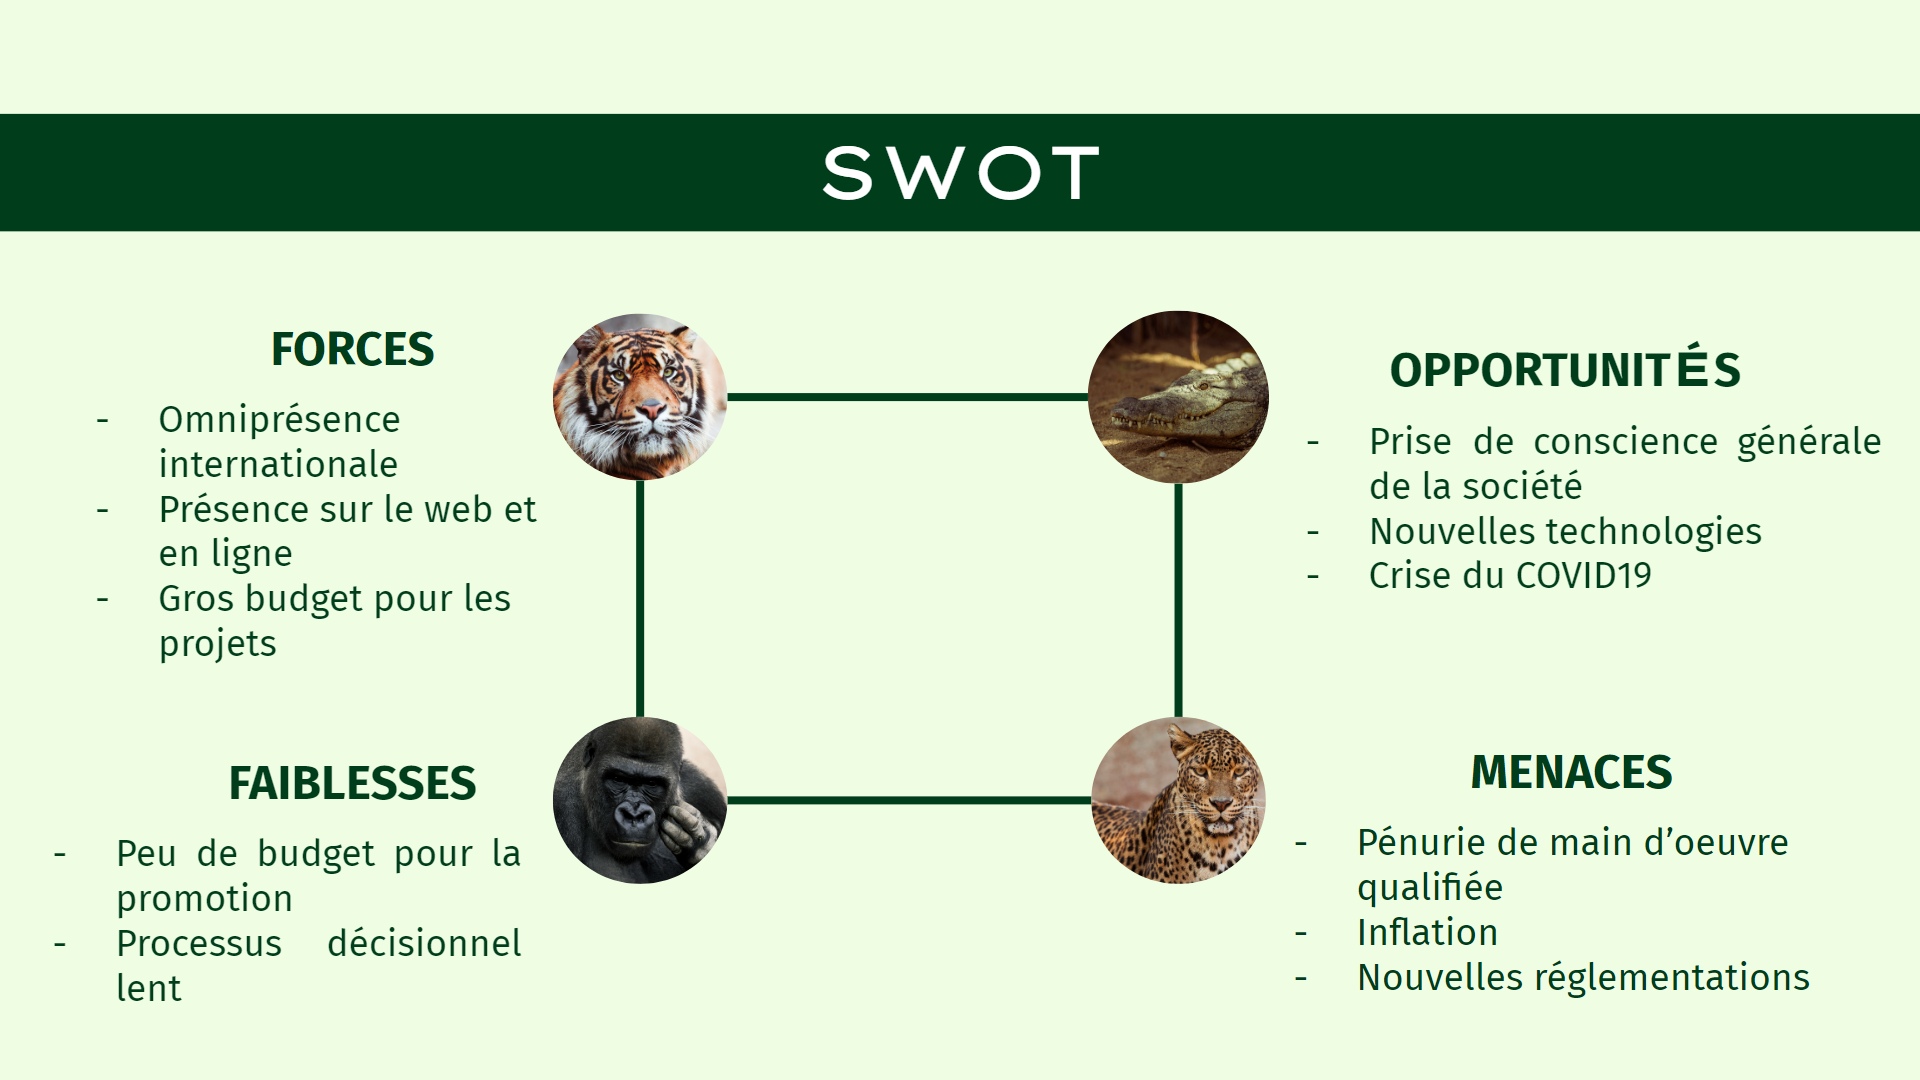 SWOT
FORCES
- Omniprésence
internationale
- Présence sur le web et
en ligne
- Gros budget pour les
projets
OPPORTUNITÉS
- Prise de conscience générale
de la société
- Nouvelles technologies
- Crise du COVID19
FAIBLESSES
- Peu de budget pour la
promotion
- Processus décisionnel
lent
MENACES
- Pénurie de main d’oeuvre
qualifiée
- Inflation
- Nouvelles réglementations